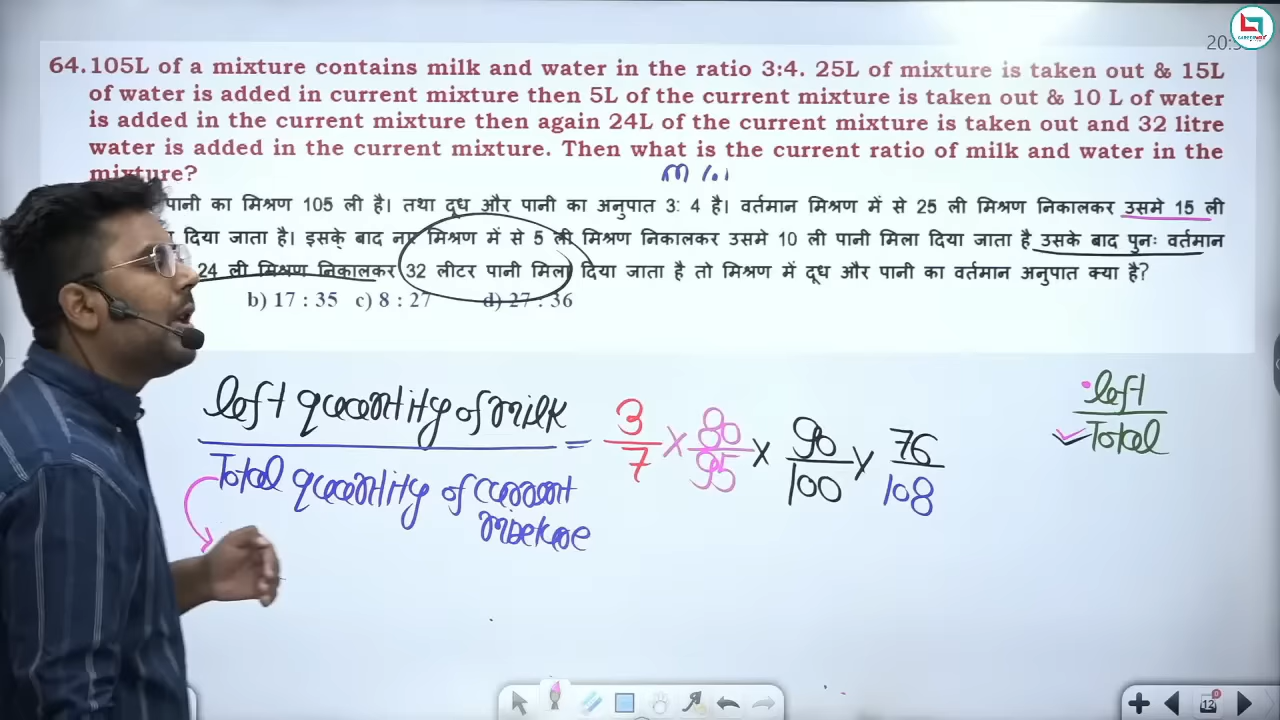 64. 105L of a mixture contains milk and water in the ratio 3:4. 25L of mixture is taken out & 15L
of water is added in current mixture then 5L of the current mixture is taken out & 10 L of water
is added in the current mixture then again 24L of the current mixture is taken out and 32 litre
water is added in the current mixture. Then what is the current ratio of milk and water in the
mixture?
पानी का मिश्रण 105 ली है। तथा दूध और पानी का अनुपात 3: 4 है। वर्तमान मिश्रण में से 25 ली मिश्रण निकालकर उसमे 15 ली
दिया जाता है। इसके बाद नए मिश्रण में से 5 ली मिश्रण निकालकर उसमे 10 ली पानी मिला दिया जाता है उसके बाद पुनः वर्तमान
24 ली मिश्रण निकालकर 32 लीटर पानी मिला दिया जाता है तो मिश्रण में दूध और पानी का वर्तमान अनुपात क्या है?
b) 17 : 35 c) 8 : 27 d) 27 : 36
left quantity of milk
Total quantity of current
= 3/7 × 80/95 × 90/100 × 76/108
left
Total
12